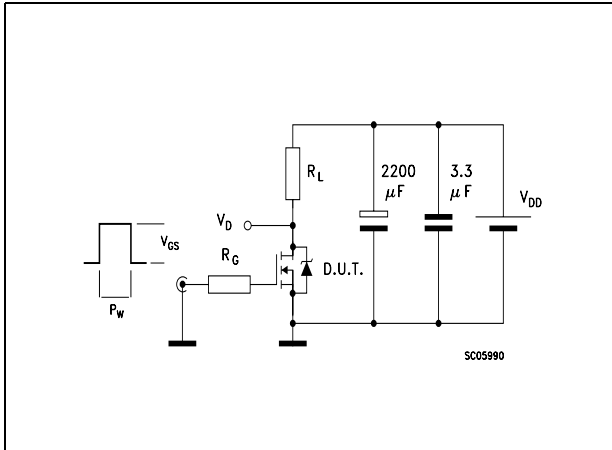 R_L
2200
μF
3.3
μF
V_DD
V_D
V_GS
R_G
D.U.T.
P_W
SC05990